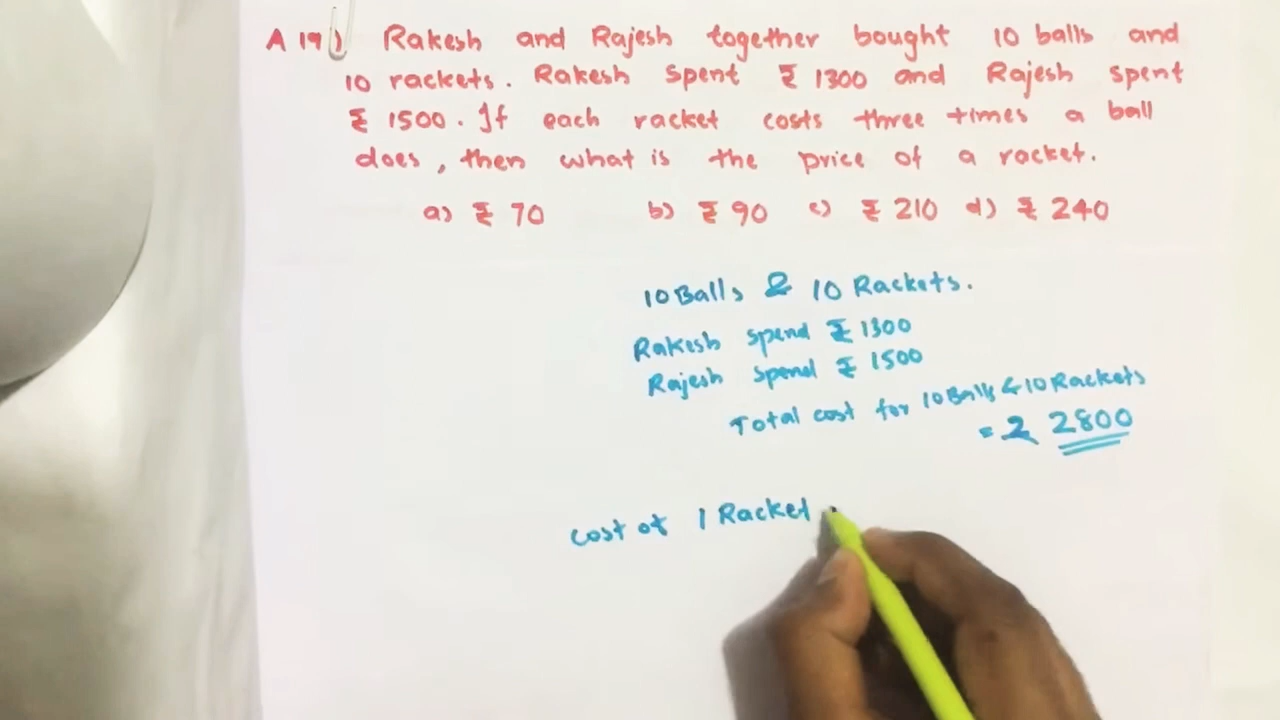 A 19) Rakesh and Rajesh together bought 10 balls and
10 rackets. Rakesh spent ₹ 1300 and Rajesh spent
₹ 1500. If each racket costs three times a ball
does, then what is the price of a racket.
a) ₹ 70 b) ₹ 90 c) ₹ 210 d) ₹ 240
10 Balls & 10 Rackets.
Rakesh spend ₹ 1300
Rajesh spend ₹ 1500
Total cost for 10 Balls & 10 Rackets
= ₹ 2800
cost of 1 Racket